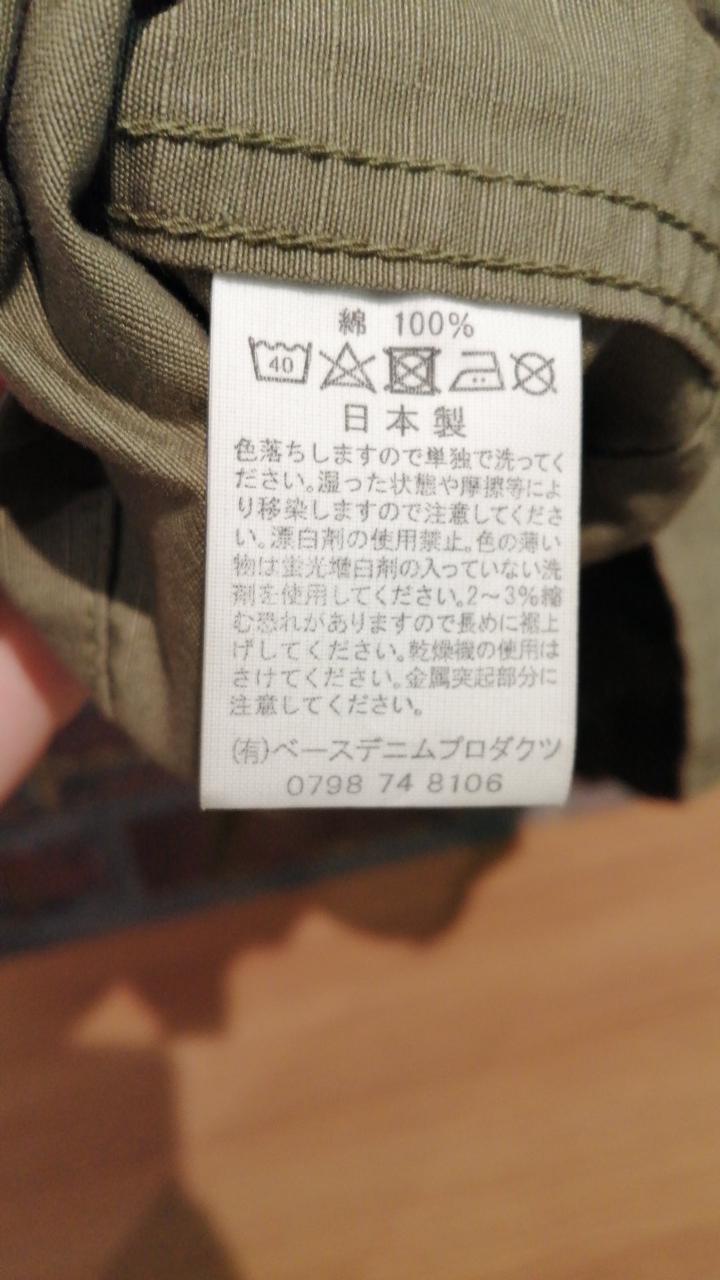 綿 100%
40
日本製
色落ちしますので単独で洗ってく
ださい。湿った状態や摩擦等によ
り移染しますので注意してくださ
い。漂白剤の使用禁止。色の薄い
物は蛍光増白剤の入っていない洗
剤を使用してください。2～3%縮
む恐れがありますので長めに裾上
げしてください。乾燥機の使用は
さけてください。金属突起部分に
注意してください。
(有)ベースデニムプロダクツ
0798 74 8106